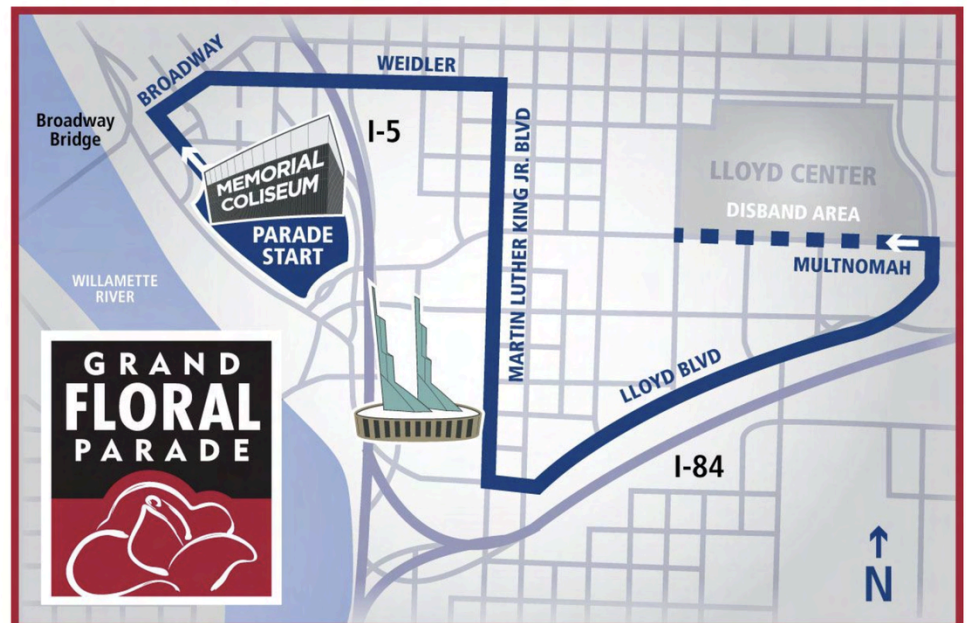 BROADWAY
WEIDLER
Broadway
Bridge
I-5
MEMORIAL
COLISEUM
PARADE
START
MARTIN LUTHER KING JR. BLVD
LLOYD CENTER
DISBAND AREA
MULTNOMAH
WILLAMETTE
RIVER
LLOYD BLVD
GRAND
FLORAL
PARADE
I-84
N